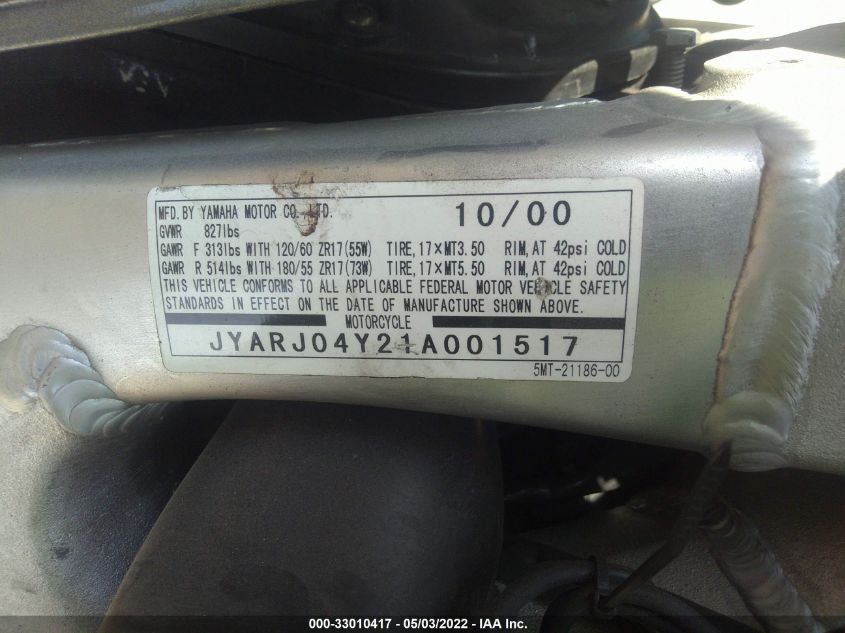 MFD. BY YAMAHA MOTOR CO., LTD. 10/00
GVWR 827lbs
GAWR F 313lbs WITH 120/60 ZR17(55W) TIRE, 17×MT3.50 RIM, AT 42psi COLD
GAWR R 514lbs WITH 180/55 ZR17(73W) TIRE, 17×MT5.50 RIM, AT 42psi COLD
THIS VEHICLE CONFORMS TO ALL APPLICABLE FEDERAL MOTOR VEHICLE SAFETY
STANDARDS IN EFFECT ON THE DATE OF MANUFACTURE SHOWN ABOVE.
MOTORCYCLE
JYARJ04Y21A001517
5MT-21186-00
000-33010417 - 05/03/2022 - IAA Inc.